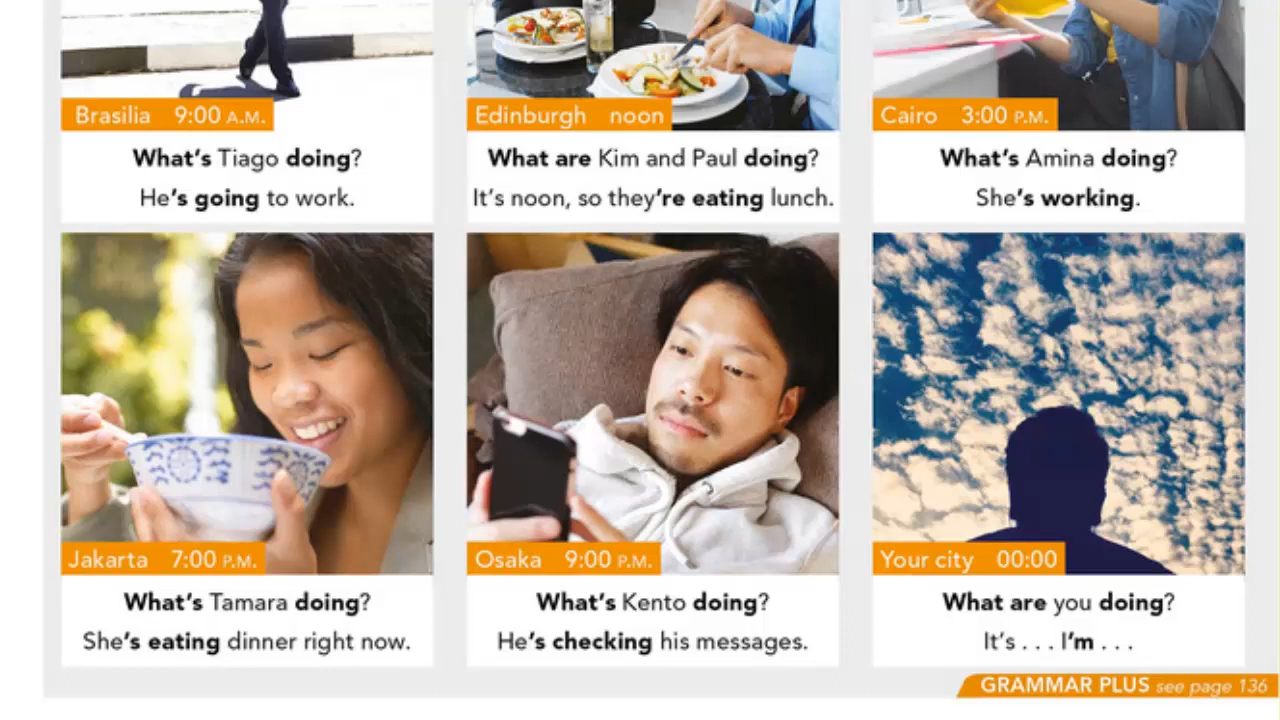 Brasilia 9:00 A.M.
What's Tiago doing?
He's going to work.
Edinburgh noon
What are Kim and Paul doing?
It's noon, so they're eating lunch.
Cairo 3:00 P.M.
What's Amina doing?
She's working.
Jakarta 7:00 P.M.
What's Tamara doing?
She's eating dinner right now.
Osaka 9:00 P.M.
What's Kento doing?
He's checking his messages.
Your city 00:00
What are you doing?
It's . . . I'm . . .
GRAMMAR PLUS see page 136